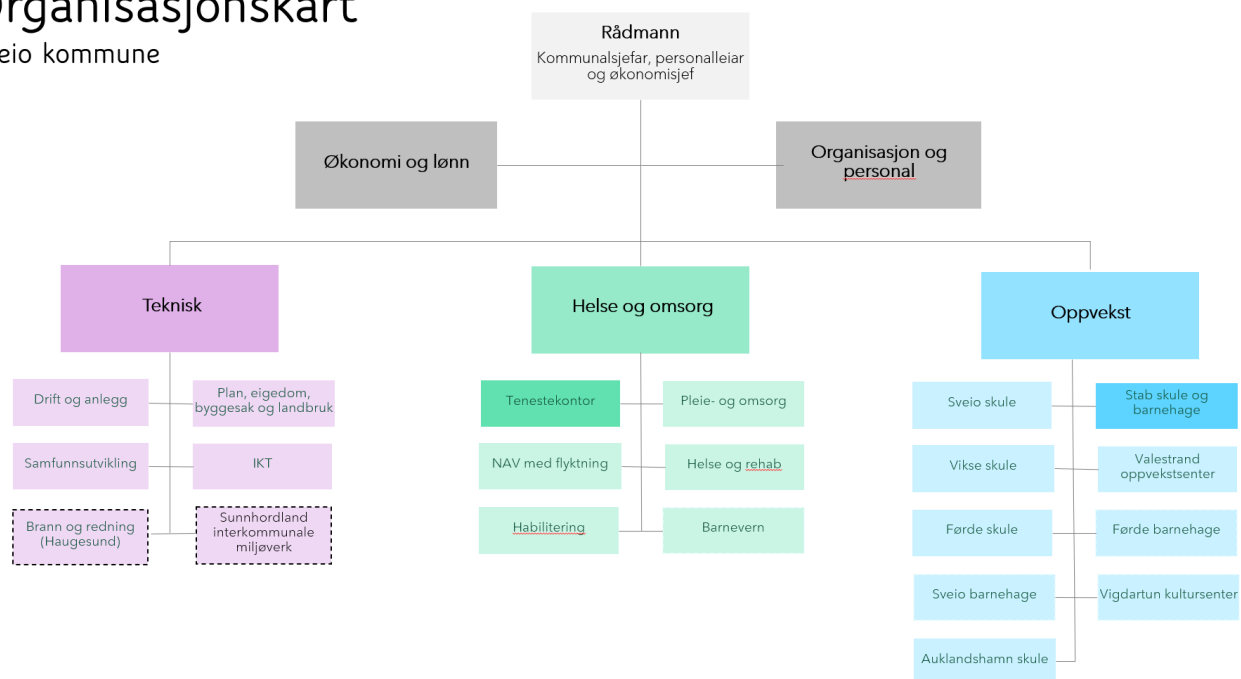 Organisasjonskart
eio kommune
Rådmann
Kommunalsjefar, personalleiar
og økonomisjef
Økonomi og lønn
Organisasjon og
personal
Teknisk
Helse og omsorg
Oppvekst
Drift og anlegg
Plan, eigedom,
byggesak og landbruk
Samfunnsutvikling
IKT
Brann og redning
(Haugesund)
Sunnhordland
interkommunale
miljøverk
Tenestekontor
Pleie- og omsorg
NAV med flyktning
Helse og rehab
Habilitering
Barnevern
Sveio skule
Stab skule og
barnehage
Vikse skule
Valestrand
oppvekstsenter
Førde skule
Førde barnehage
Sveio barnehage
Vigdartun kultursenter
Auklandshamn skule